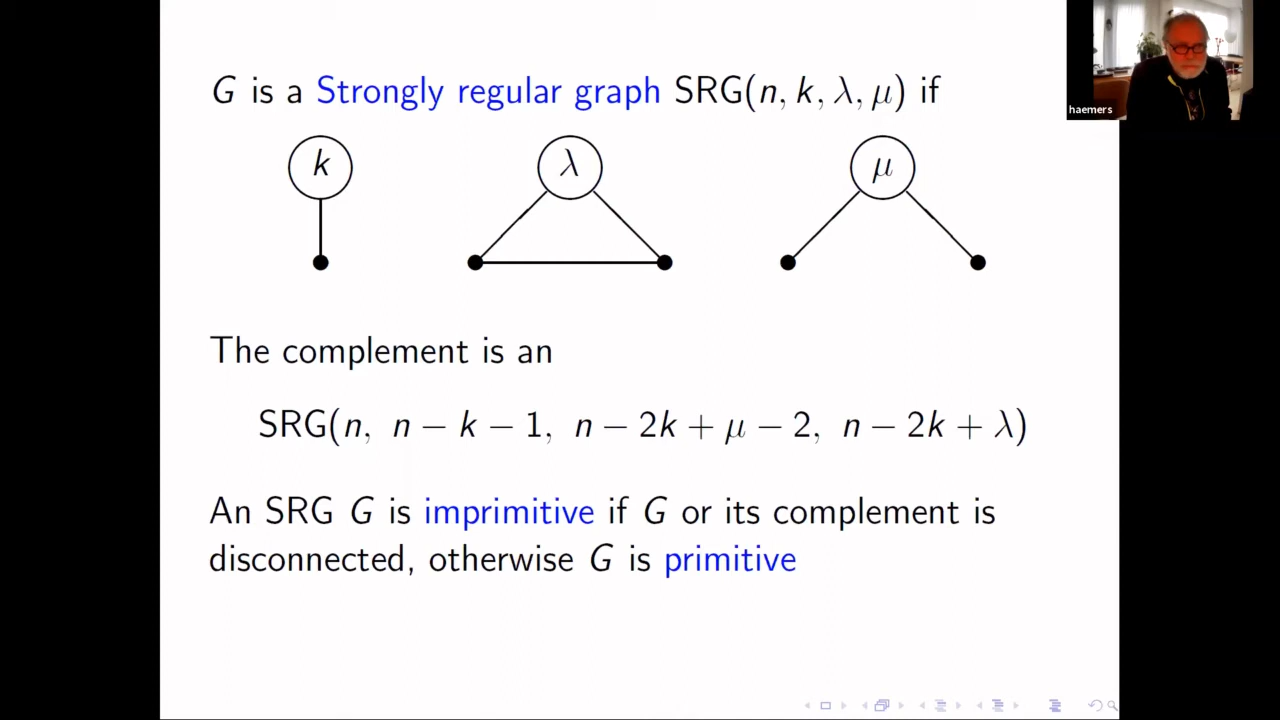 G is a Strongly regular graph SRG(n, k, λ, μ) if
k
λ
μ
The complement is an
SRG(n, n − k − 1, n − 2k + μ − 2, n − 2k + λ)
An SRG G is imprimitive if G or its complement is
disconnected, otherwise G is primitive
haemers